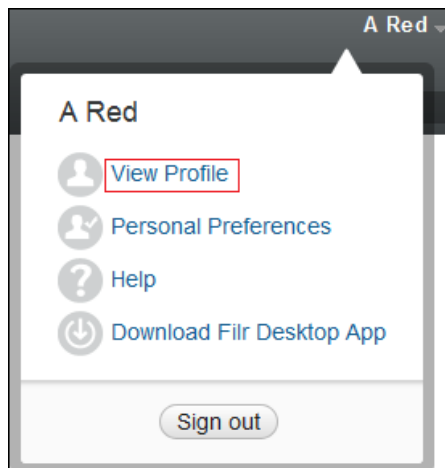 A Red
A Red
View Profile
Personal Preferences
Help
Download Filr Desktop App
Sign out